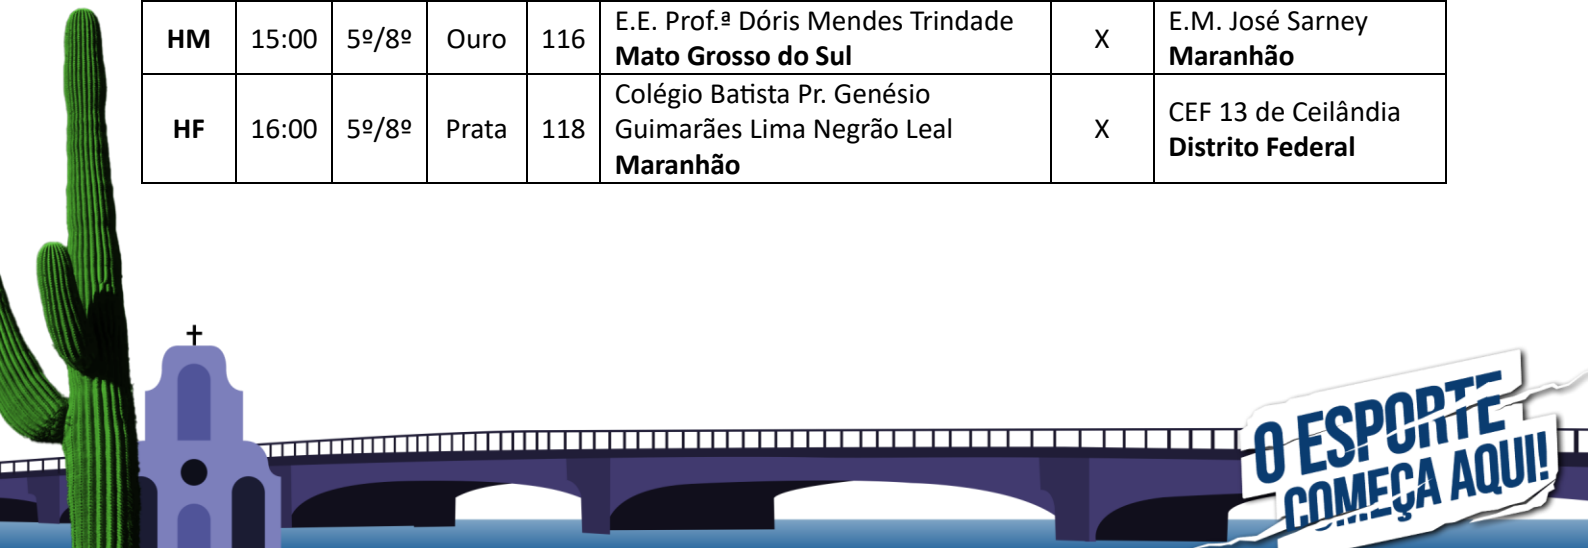 HM 15:00 5º/8º Ouro 116 E.E. Prof.ª Dóris Mendes Trindade X E.M. José Sarney
Mato Grosso do Sul Maranhão
HF 16:00 5º/8º Prata 118 Colégio Batista Pr. Genésio X CEF 13 de Ceilândia
Guimarães Lima Negrão Leal Distrito Federal
Maranhão
O ESPORTE
COMEÇA AQUI!